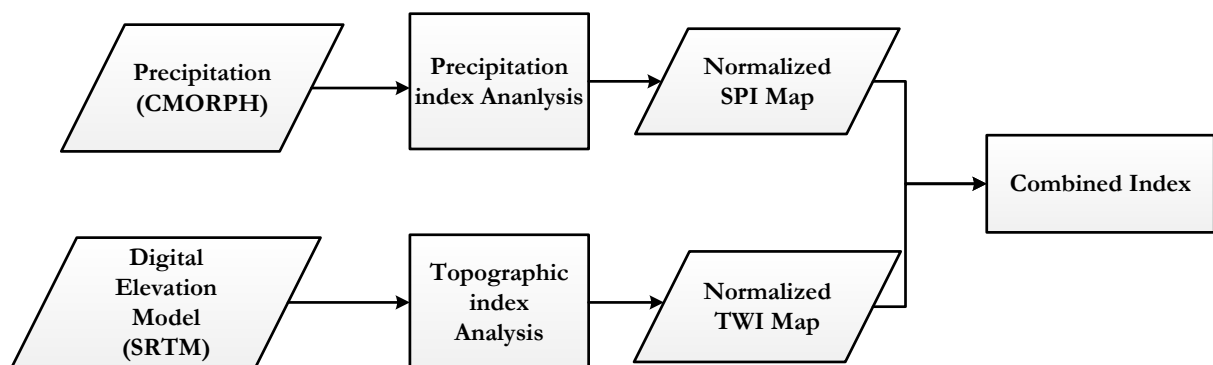 Precipitation
(CMORPH)
Precipitation
index Ananlysis
Normalized
SPI Map
Combined Index
Digital
Elevation
Model
(SRTM)
Topographic
index
Analysis
Normalized
TWI Map